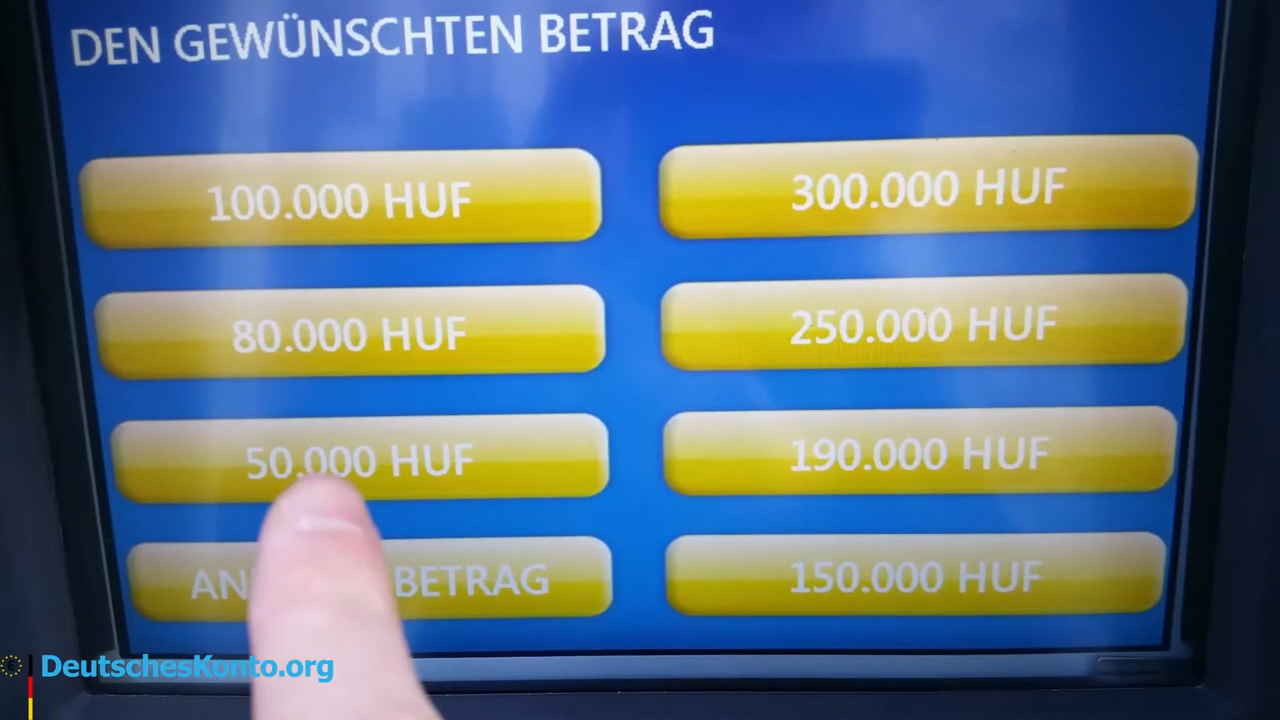 DEN GEWÜNSCHTEN BETRAG
100.000 HUF
300.000 HUF
80.000 HUF
250.000 HUF
50.000 HUF
190.000 HUF
BETRAG
150.000 HUF
DeutschesKonto.org